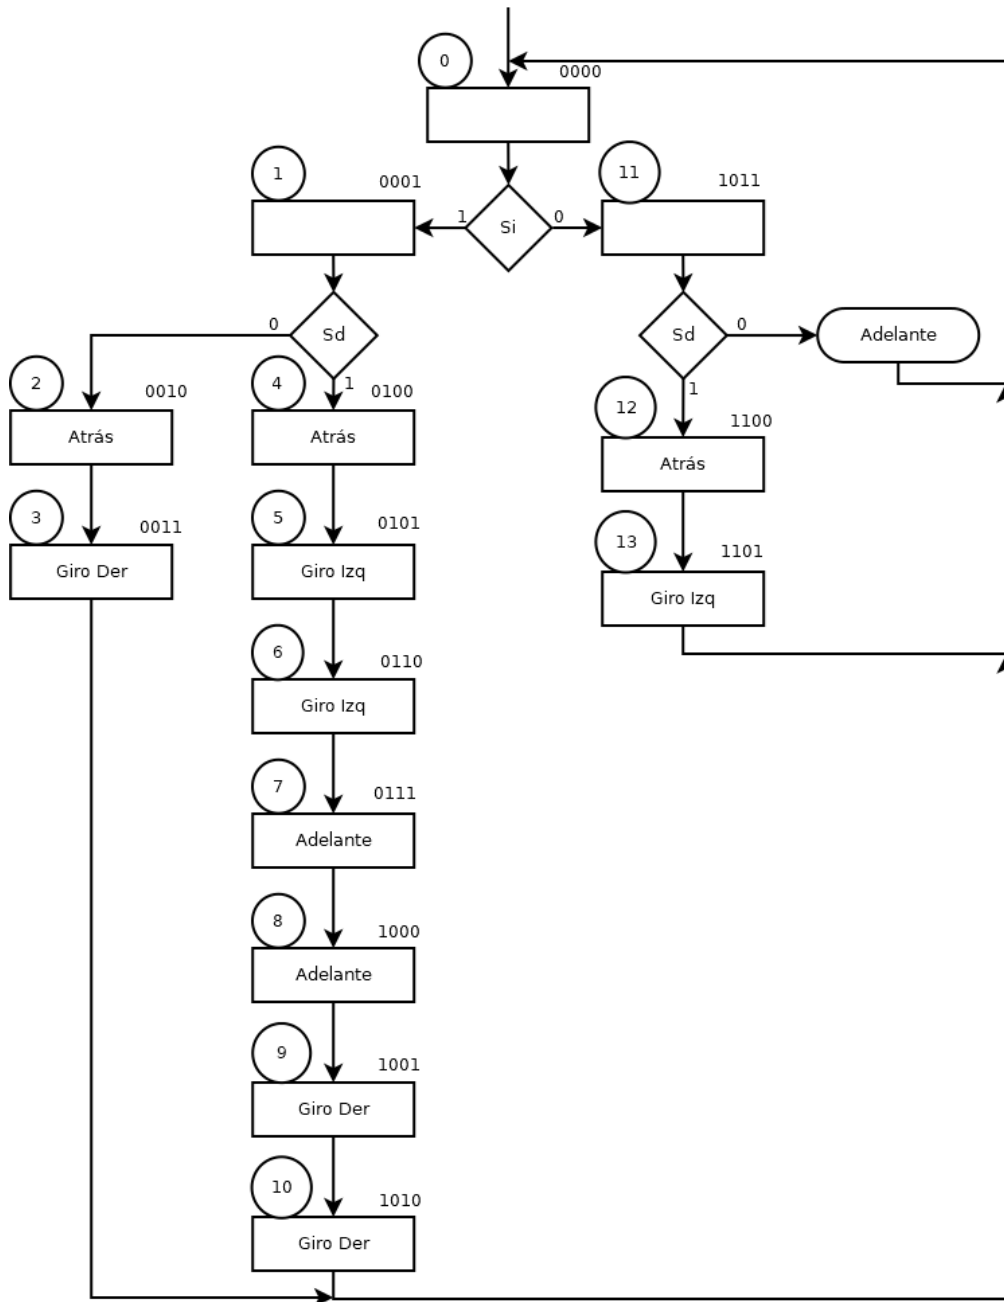 0
0000
1
0001
11
1011
1
Si
0
0
Sd
1
Sd
0
1
Adelante
2
0010
Atrás
4
0100
Atrás
12
1100
Atrás
3
0011
Giro Der
5
0101
Giro Izq
13
1101
Giro Izq
6
0110
Giro Izq
7
0111
Adelante
8
1000
Adelante
9
1001
Giro Der
10
1010
Giro Der